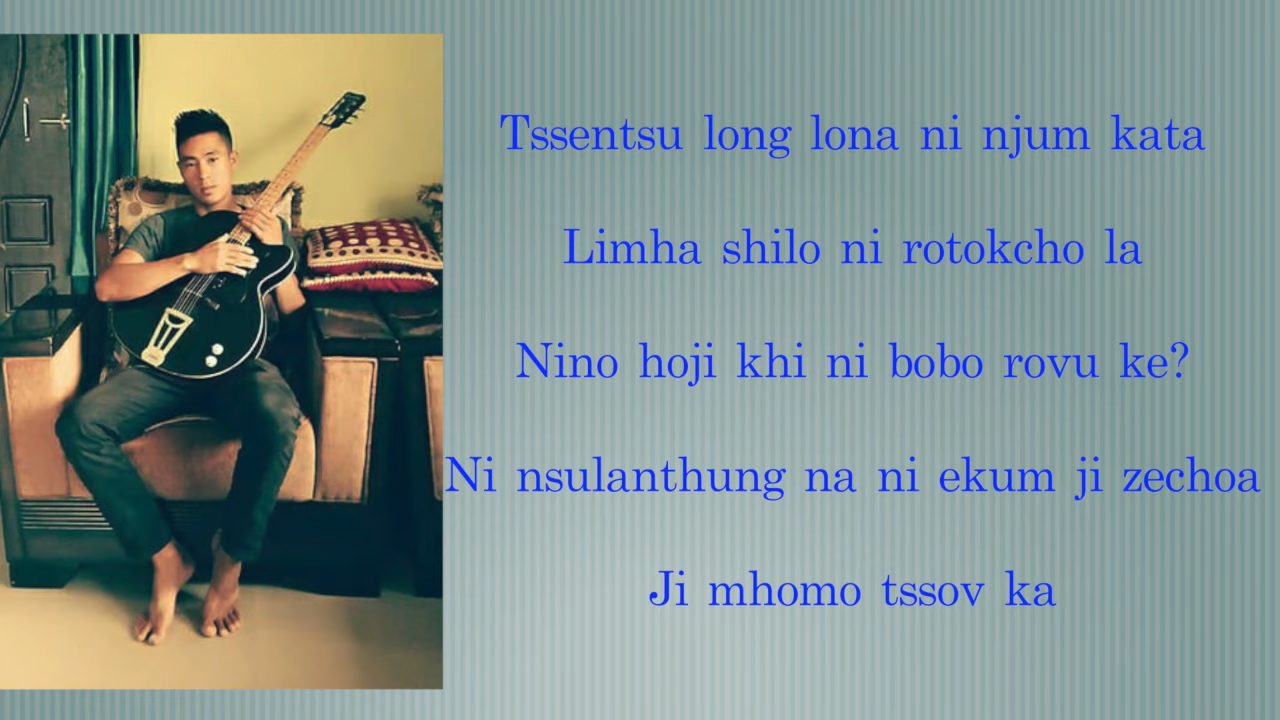 Tssentsu long lona ni njum kata
Limha shilo ni rotokcho la
Nino hoji khi ni bobo rovu ke?
Ni nsulanthung na ni ekum ji zechoa
Ji mhomo tssov ka